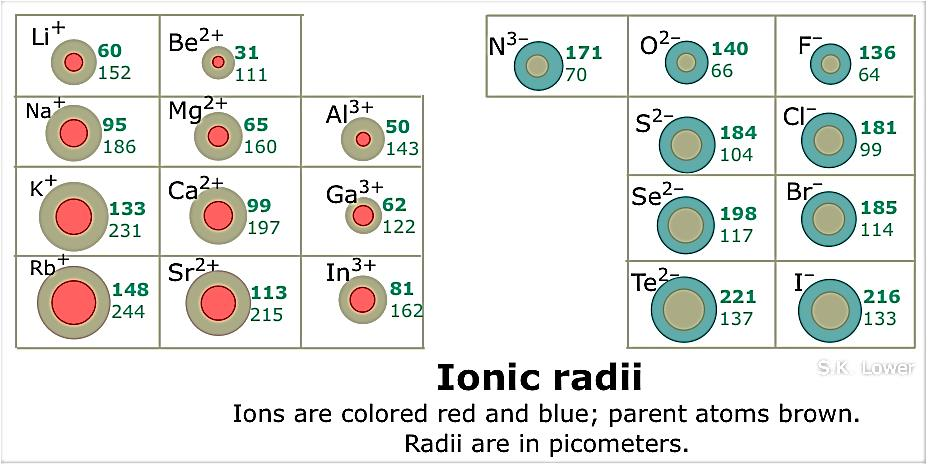 Li+ 60 152
Be2+ 31 111
N3− 171 70
O2− 140 66
F− 136 64
Na+ 95 186
Mg2+ 65 160
Al3+ 50 143
S2− 184 104
Cl− 181 99
K+ 133 231
Ca2+ 99 197
Ga3+ 62 122
Se2− 198 117
Br− 185 114
Rb+ 148 244
Sr2+ 113 215
In3+ 81 162
Te2− 221 137
I− 216 133
S.K. Lower
Ionic radii
Ions are colored red and blue; parent atoms brown.
Radii are in picometers.